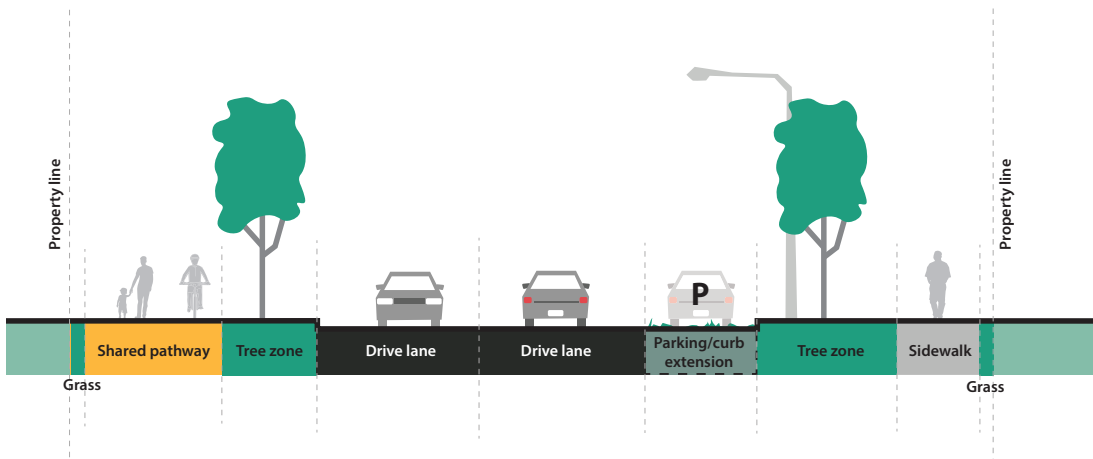 Property line
Property line
P
Shared pathway
Tree zone
Drive lane
Drive lane
Parking/curb
extension
Tree zone
Sidewalk
Grass
Grass